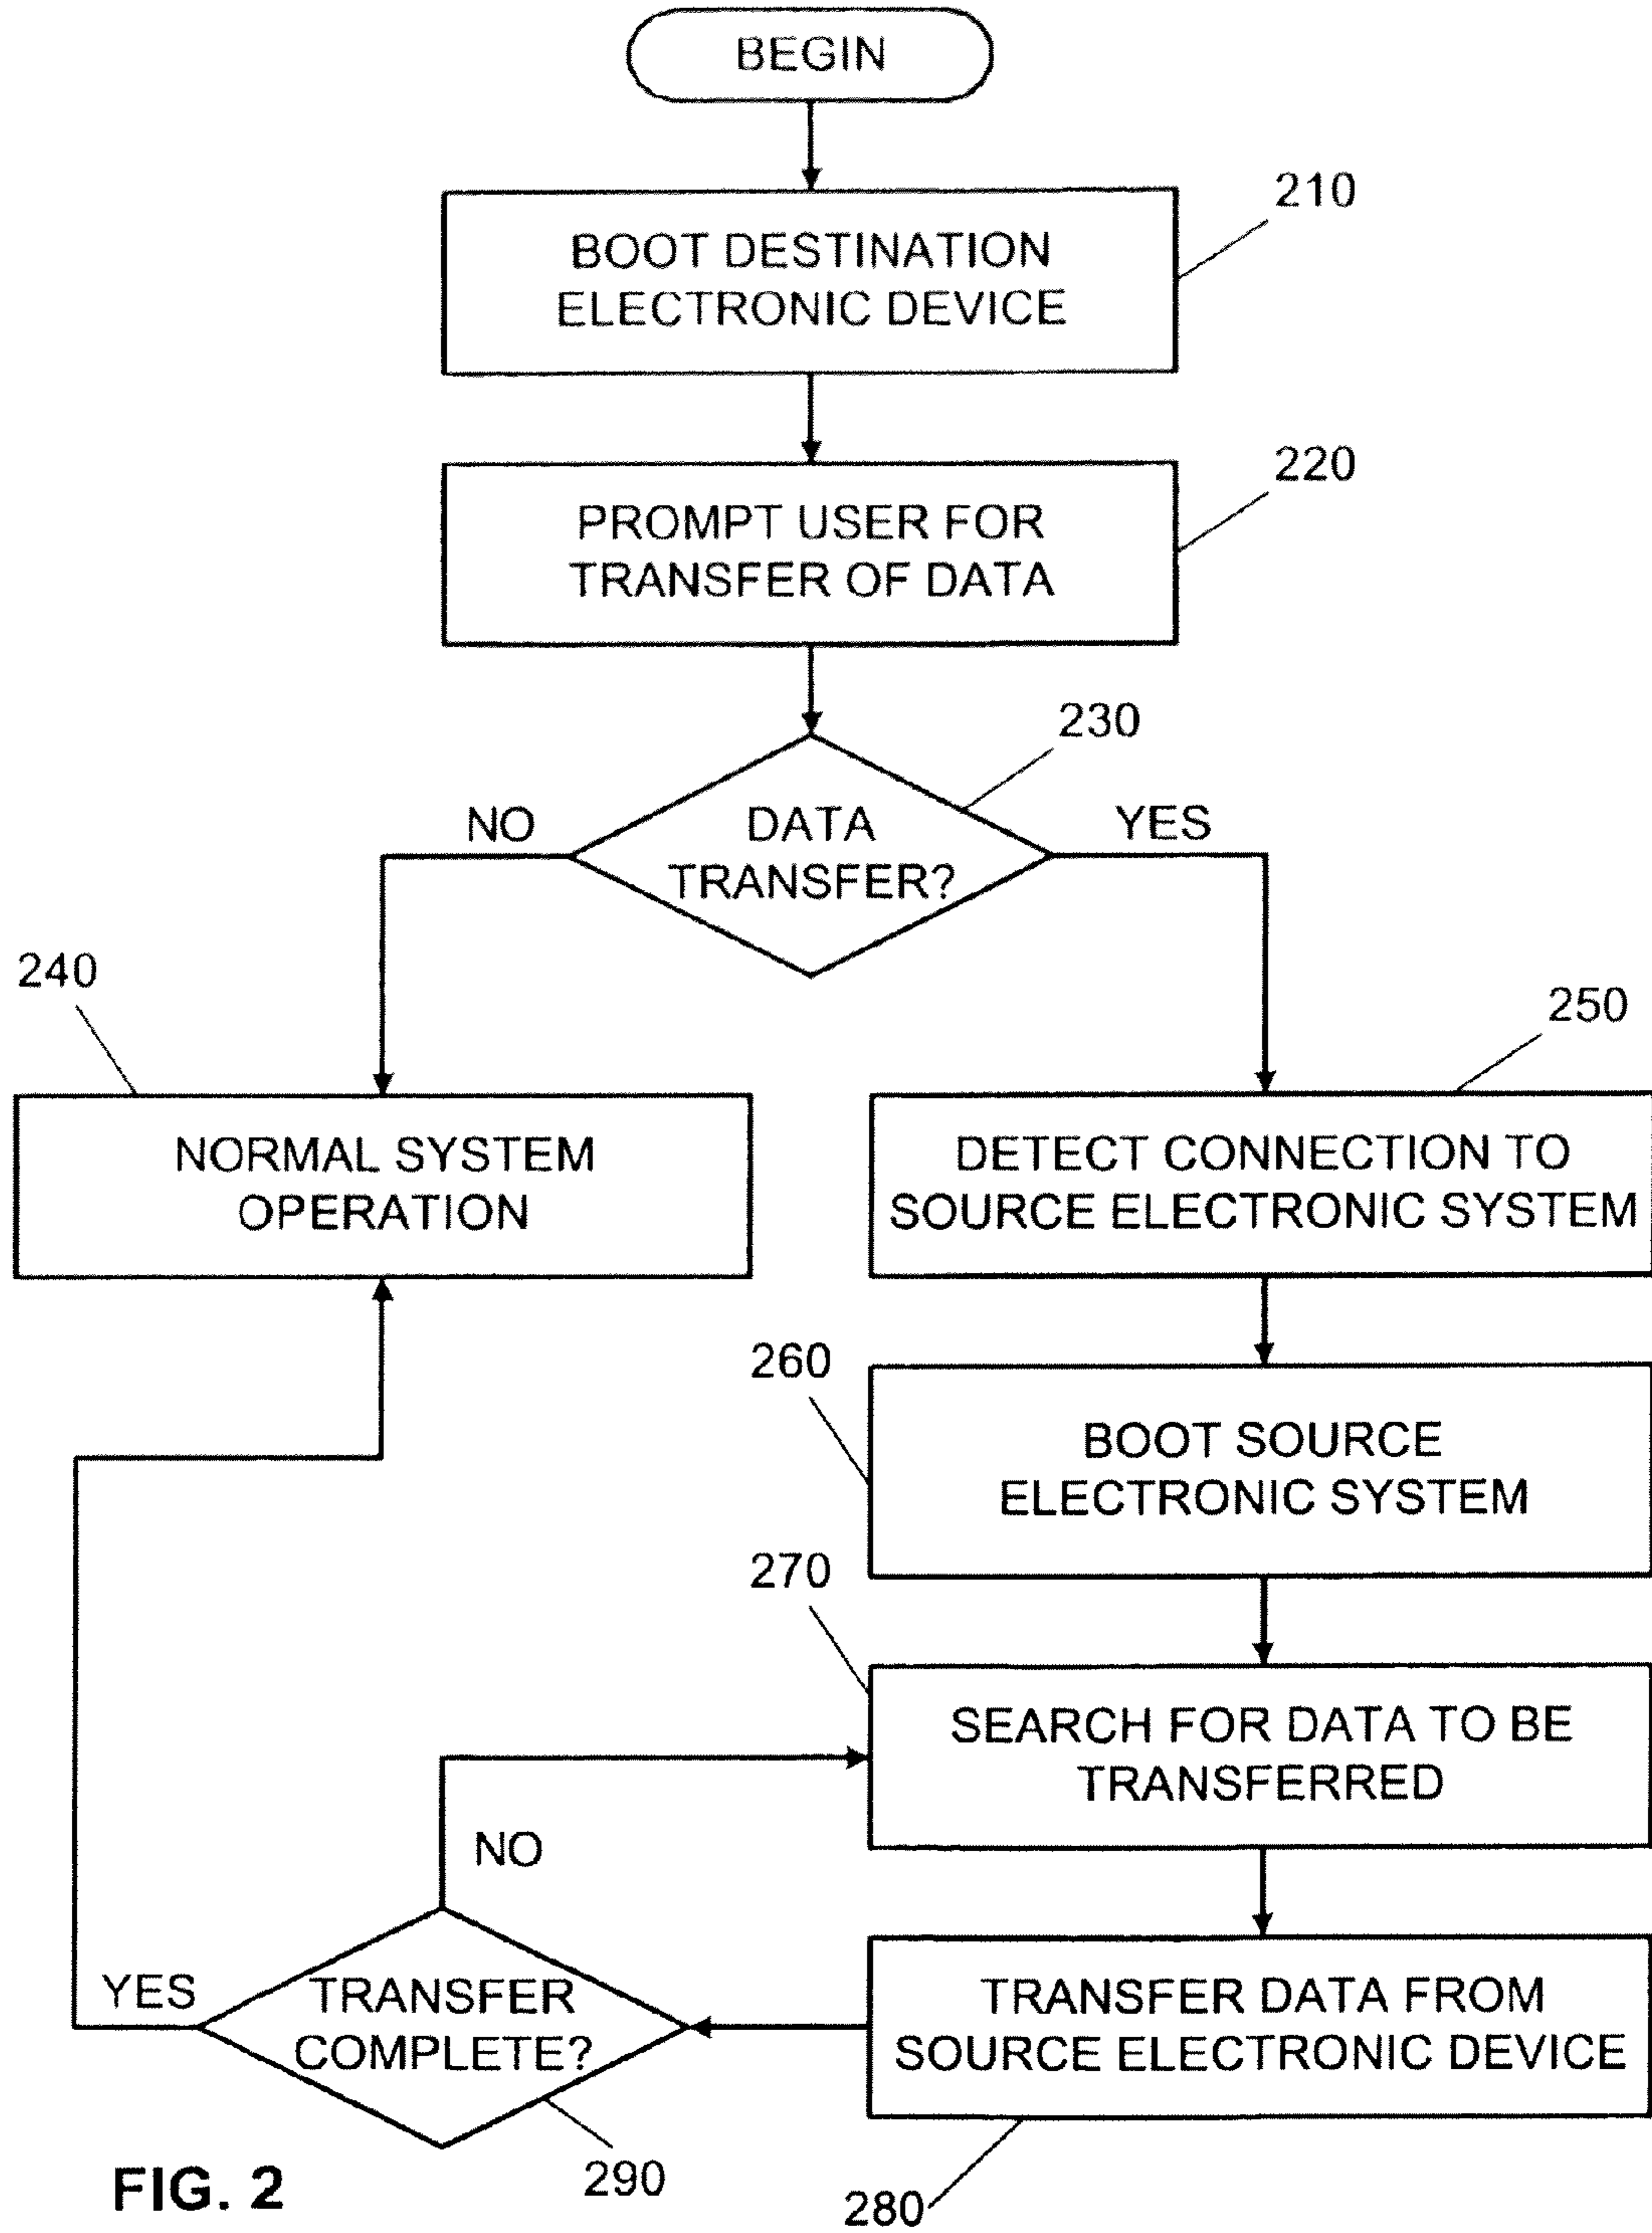 BEGIN
210
BOOT DESTINATION
ELECTRONIC DEVICE
220
PROMPT USER FOR
TRANSFER OF DATA
230
NO
DATA
TRANSFER?
YES
240
250
NORMAL SYSTEM
OPERATION
DETECT CONNECTION TO
SOURCE ELECTRONIC SYSTEM
260
BOOT SOURCE
ELECTRONIC SYSTEM
270
SEARCH FOR DATA TO BE
TRANSFERRED
NO
YES
TRANSFER
COMPLETE?
TRANSFER DATA FROM
SOURCE ELECTRONIC DEVICE
290
280
FIG. 2